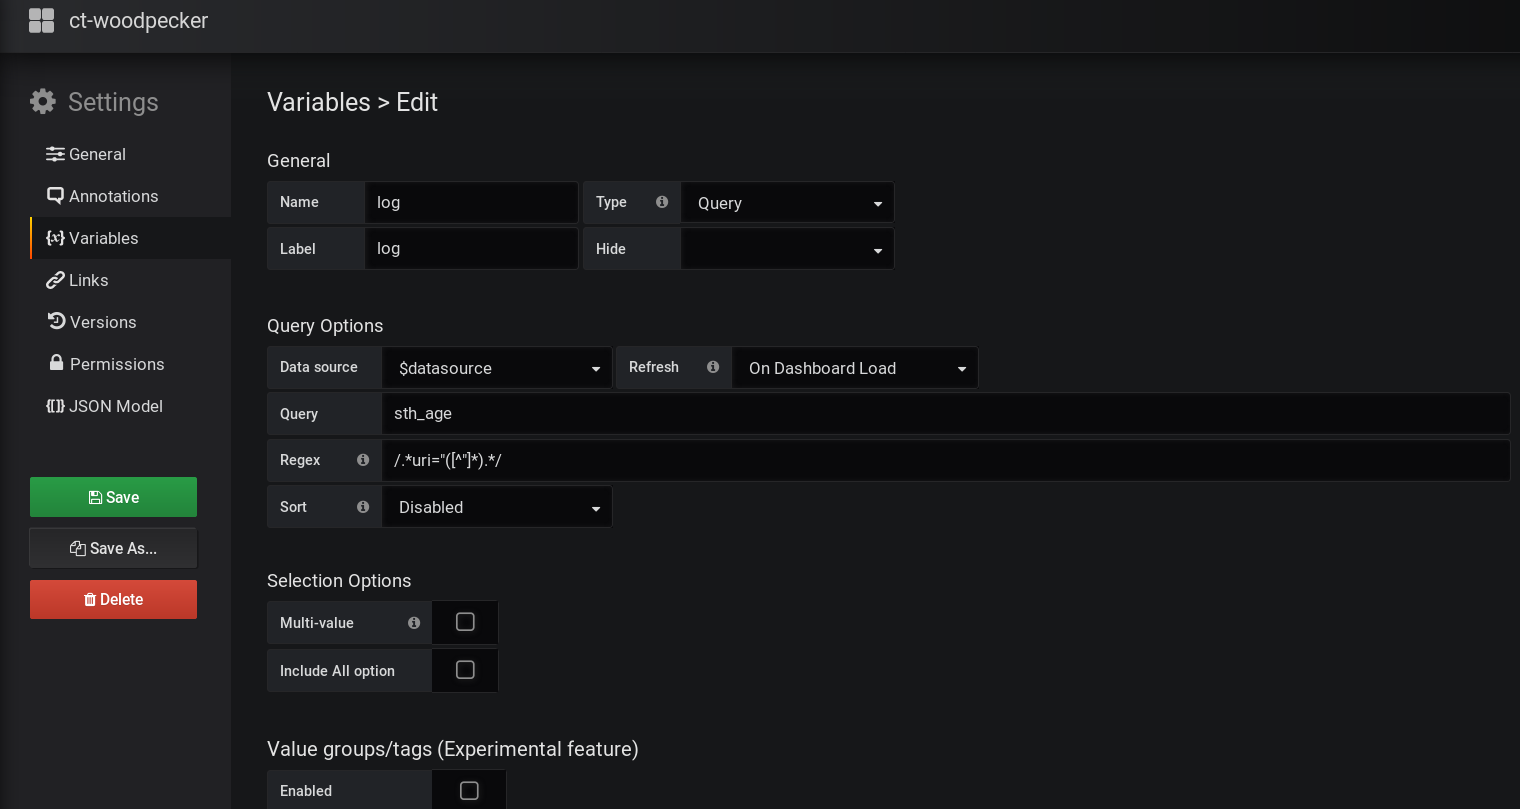 ct-woodpecker
Settings
General
Annotations
Variables
Links
Versions
Permissions
JSON Model
Save
Save As...
Delete
Variables > Edit
General
Name log Type Query
Label log Hide
Query Options
Data source $datasource Refresh On Dashboard Load
Query sth_age
Regex /.*uri="([^"]*).*/
Sort Disabled
Selection Options
Multi-value
Include All option
Value groups/tags (Experimental feature)
Enabled